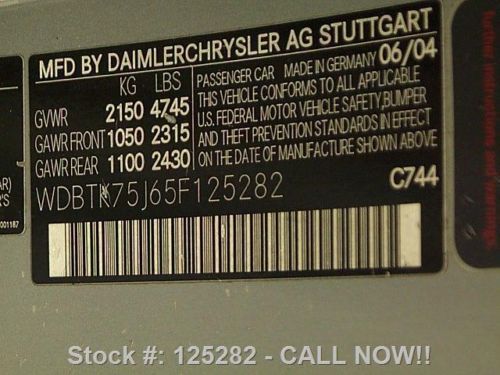 MFD BY DAIMLERCHRYSLER AG STUTTGART
KG LBS
GVWR 2150 4745
GAWR FRONT 1050 2315
GAWR REAR 1100 2430
PASSENGER CAR MADE IN GERMANY 06/04
THIS VEHICLE CONFORMS TO ALL APPLICABLE
U.S. FEDERAL MOTOR VEHICLE SAFETY, BUMPER
AND THEFT PREVENTION STANDARDS IN EFFECT
ON THE DATE OF MANUFACTURE SHOWN ABOVE
WDBTK75J65F125282
C744
AR)
R'S
001187
Stock #: 125282 - CALL NOW!!